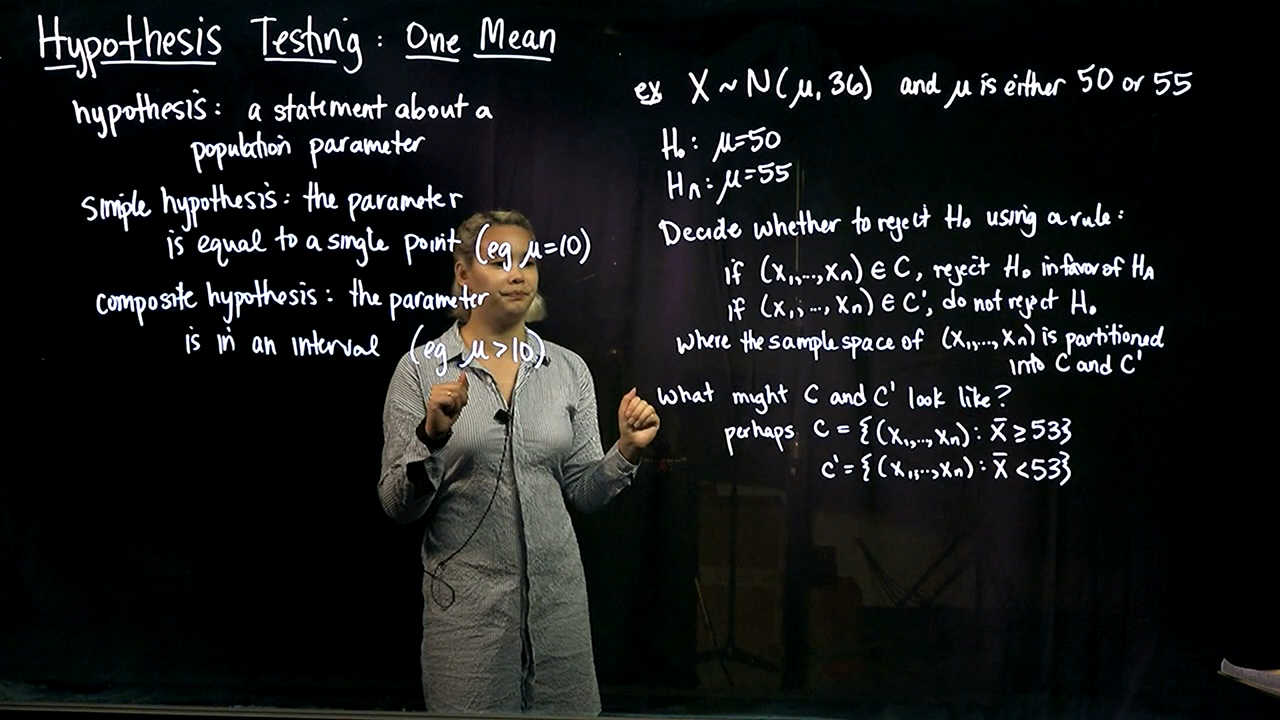 Hypothesis Testing: One Mean
hypothesis: a statement about a
population parameter
simple hypothesis: the parameter
is equal to a single point (eg μ=10)
composite hypothesis: the parameter
is in an interval (eg μ>10)
ex X ~ N(μ, 36) and μ is either 50 or 55
H₀: μ=50
H_A: μ=55
Decide whether to reject H₀ using a rule:
if (x₁,...,xₙ) ∈ C, reject H₀ in favor of H_A
if (x₁,...,xₙ) ∈ C', do not reject H₀
where the sample space of (x₁,...,xₙ) is partitioned
into C and C'
What might C and C' look like?
perhaps C = {(x₁,...,xₙ): x̄ ≥ 53}
C' = {(x₁,...,xₙ): x̄ < 53}